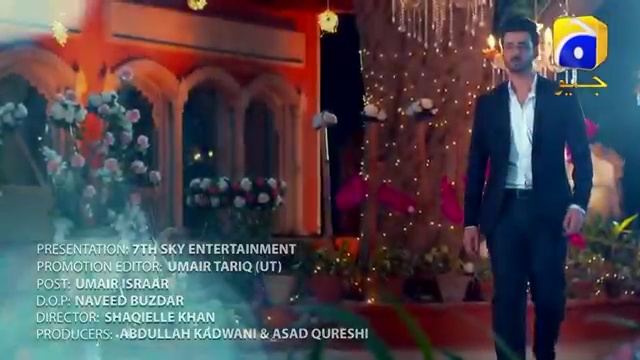 جیو
PRESENTATION: 7TH SKY ENTERTAINMENT
PROMOTION EDITOR: UMAIR TARIQ (UT)
POST: UMAIR ISRAAR
D.O.P: NAVEED BUZDAR
DIRECTOR: SHAQIELLE KHAN
PRODUCERS: ABDULLAH KADWANI & ASAD QURESHI